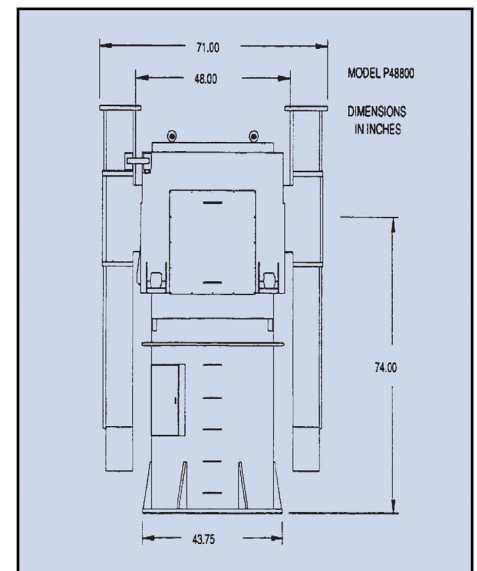 71.00
48.00
MODEL P48800
DIMENSIONS
IN INCHES
74.00
43.75